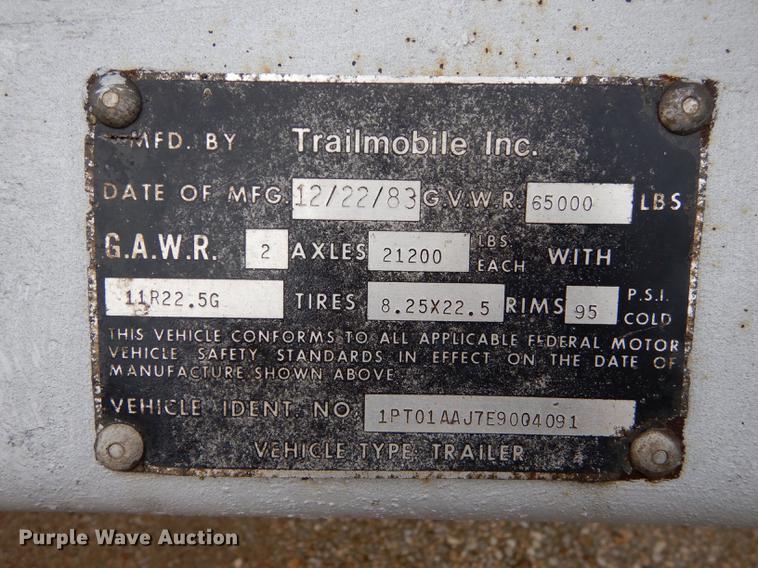 MFD. BY Trailmobile Inc.
DATE OF MFG. 12/22/83 G.V.W.R. 65000 LBS
G.A.W.R. 2 AXLES 21200 LBS. EACH WITH
11R22.5G TIRES 8.25X22.5 RIMS 95 P.S.I. COLD
THIS VEHICLE CONFORMS TO ALL APPLICABLE FEDERAL MOTOR
VEHICLE SAFETY STANDARDS IN EFFECT ON THE DATE OF
MANUFACTURE SHOWN ABOVE
VEHICLE IDENT. NO. 1PT01AAJ7E9004091
VEHICLE TYPE: TRAILER
Purple Wave Auction